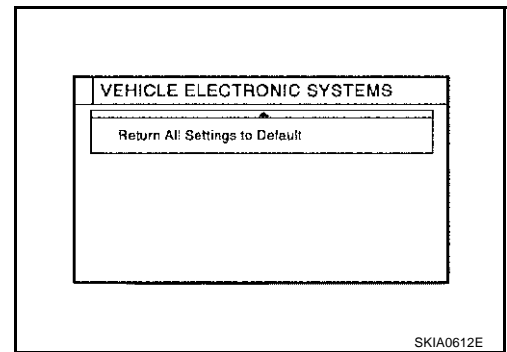 VEHICLE ELECTRONIC SYSTEMS
Return All Settings to Default
SKIA0612E